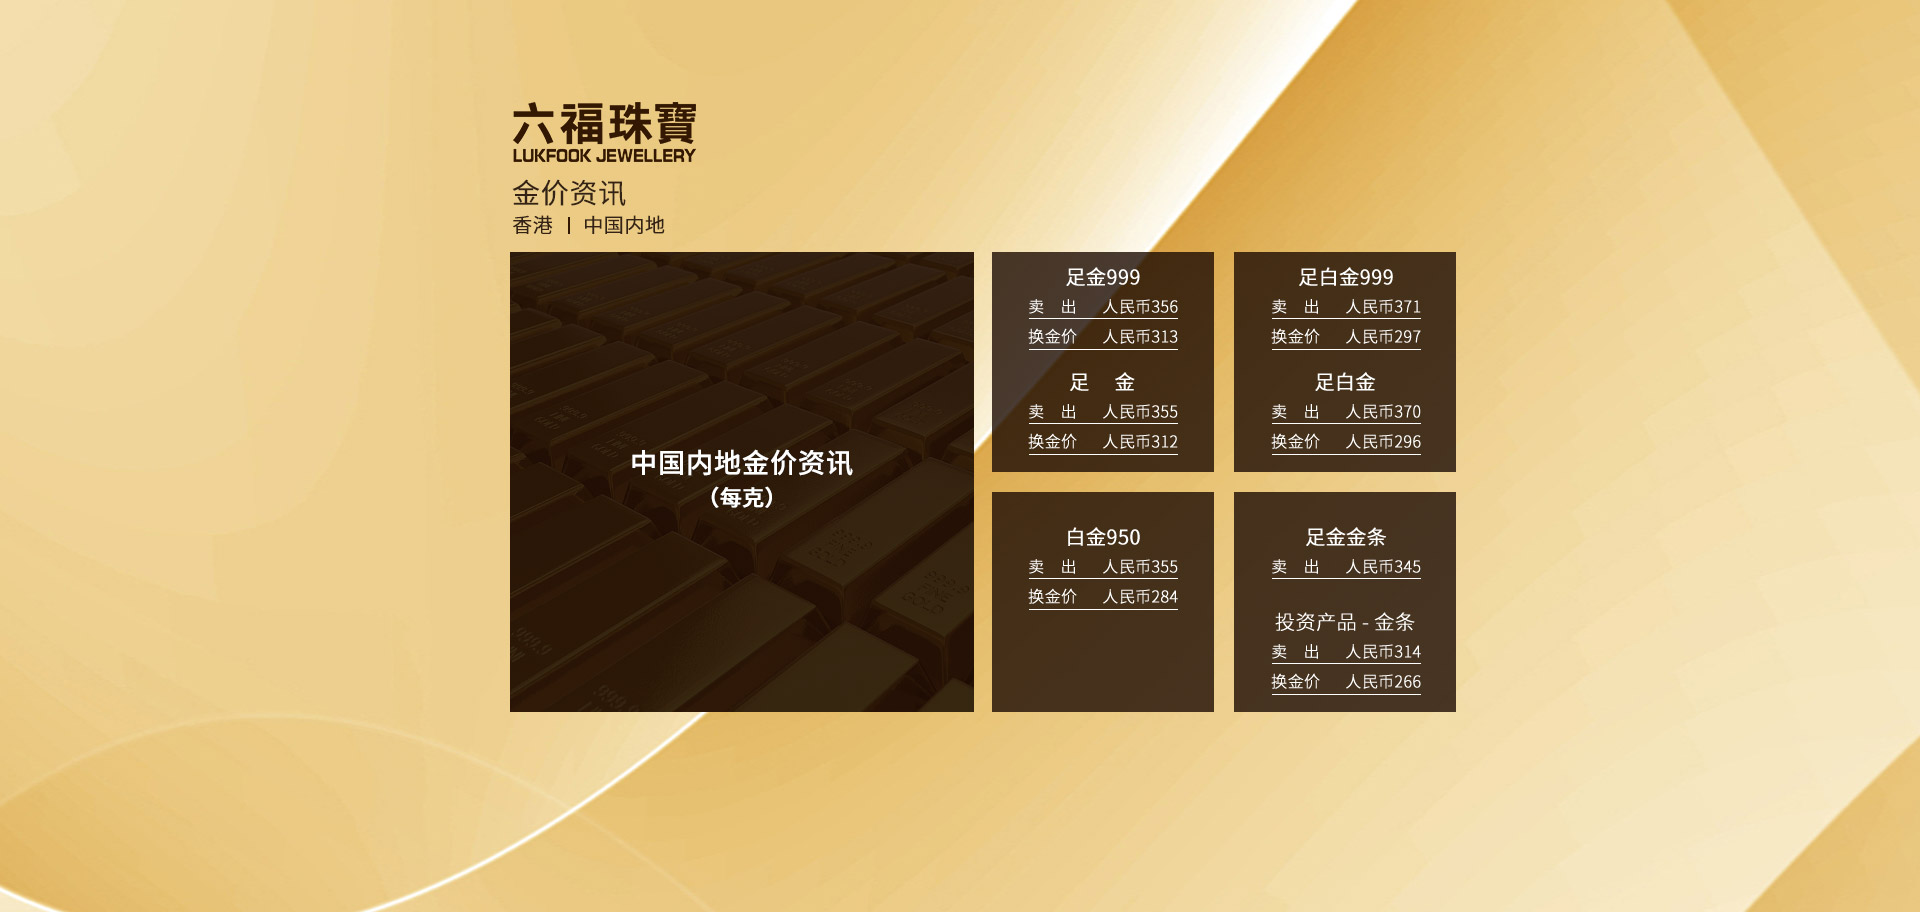 六福珠寶
LUKFOOK JEWELLERY
金价资讯
香港 | 中国内地
中国内地金价资讯
（每克）
足金999
卖 出 人民币356
换金价 人民币313
足 金
卖 出 人民币355
换金价 人民币312
足白金999
卖 出 人民币371
换金价 人民币297
足白金
卖 出 人民币370
换金价 人民币296
白金950
卖 出 人民币355
换金价 人民币284
足金金条
卖 出 人民币345
投资产品 - 金条
卖 出 人民币314
换金价 人民币266